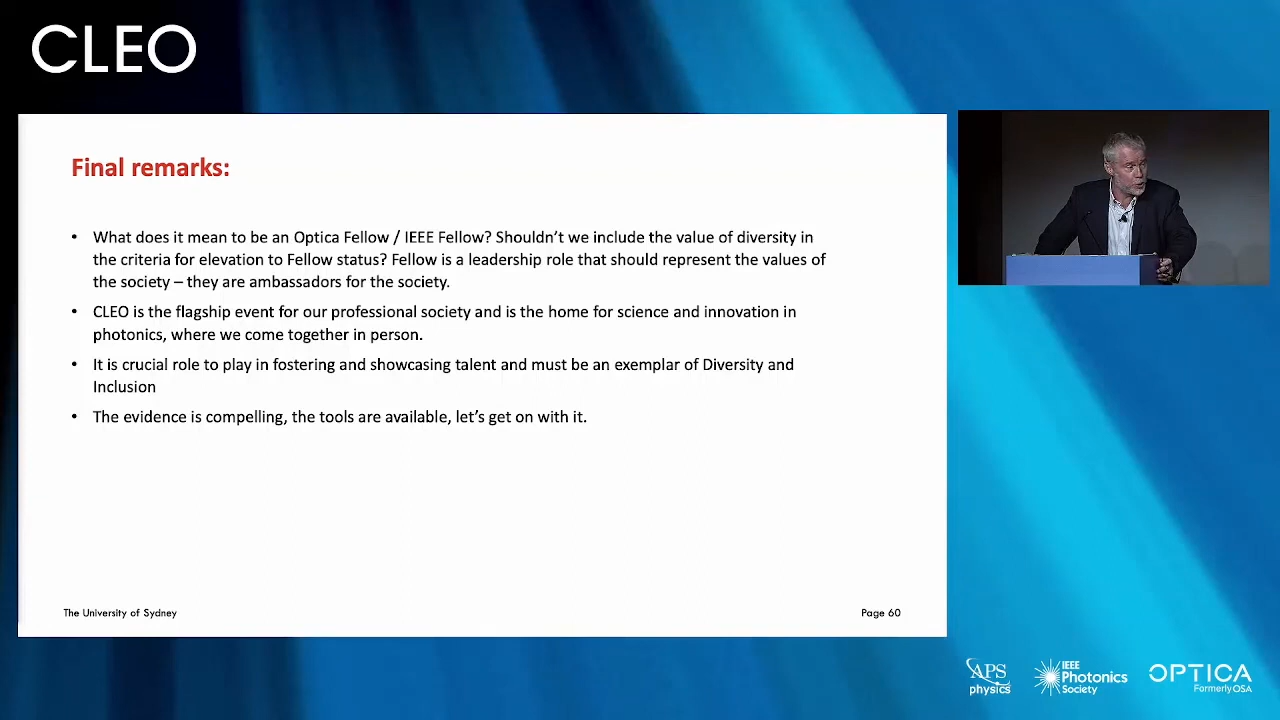 CLEO
Final remarks:
• What does it mean to be an Optica Fellow / IEEE Fellow? Shouldn’t we include the value of diversity in
the criteria for elevation to Fellow status? Fellow is a leadership role that should represent the values of
the society – they are ambassadors for the society.
• CLEO is the flagship event for our professional society and is the home for science and innovation in
photonics, where we come together in person.
• It is crucial role to play in fostering and showcasing talent and must be an exemplar of Diversity and
Inclusion
• The evidence is compelling, the tools are available, let’s get on with it.
The University of Sydney
Page 60
APS
physics
IEEE
Photonics
Society
OPTICA
Formerly OSA